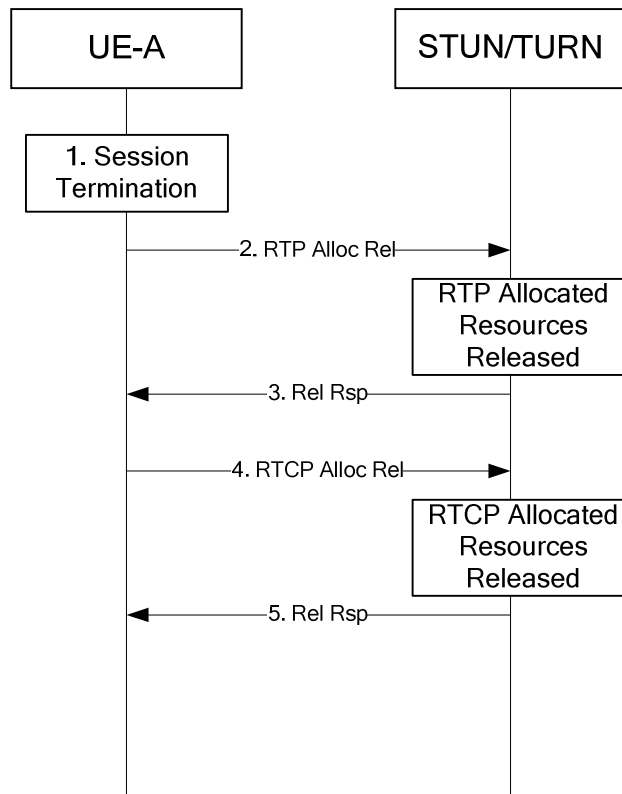 UE-A
STUN/TURN
1. Session
Termination
2. RTP Alloc Rel
RTP Allocated
Resources
Released
3. Rel Rsp
4. RTCP Alloc Rel
RTCP Allocated
Resources
Released
5. Rel Rsp